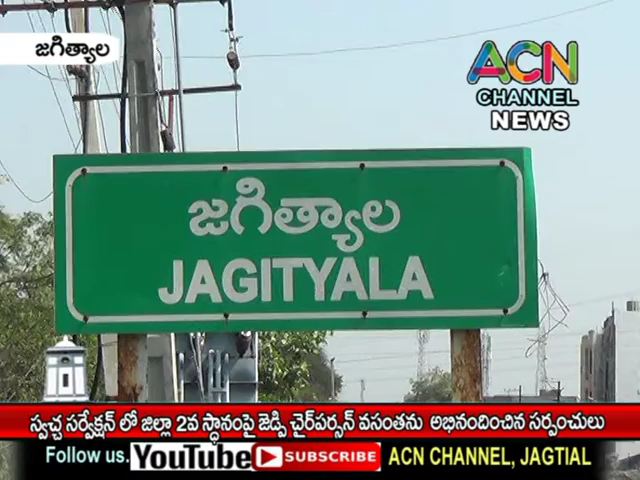 జగిత్యాల
ACN
CHANNEL
NEWS
జగిత్యాల
JAGITYALA
స్వచ్ఛ సర్వేక్షన్ లో జిల్లా 2వ స్థానంపై జెడ్పి చైర్‌పర్సన్ వసంతను అభినందించిన సర్పంచులు
Follow us. YouTube SUBSCRIBE ACN CHANNEL, JAGTIAL